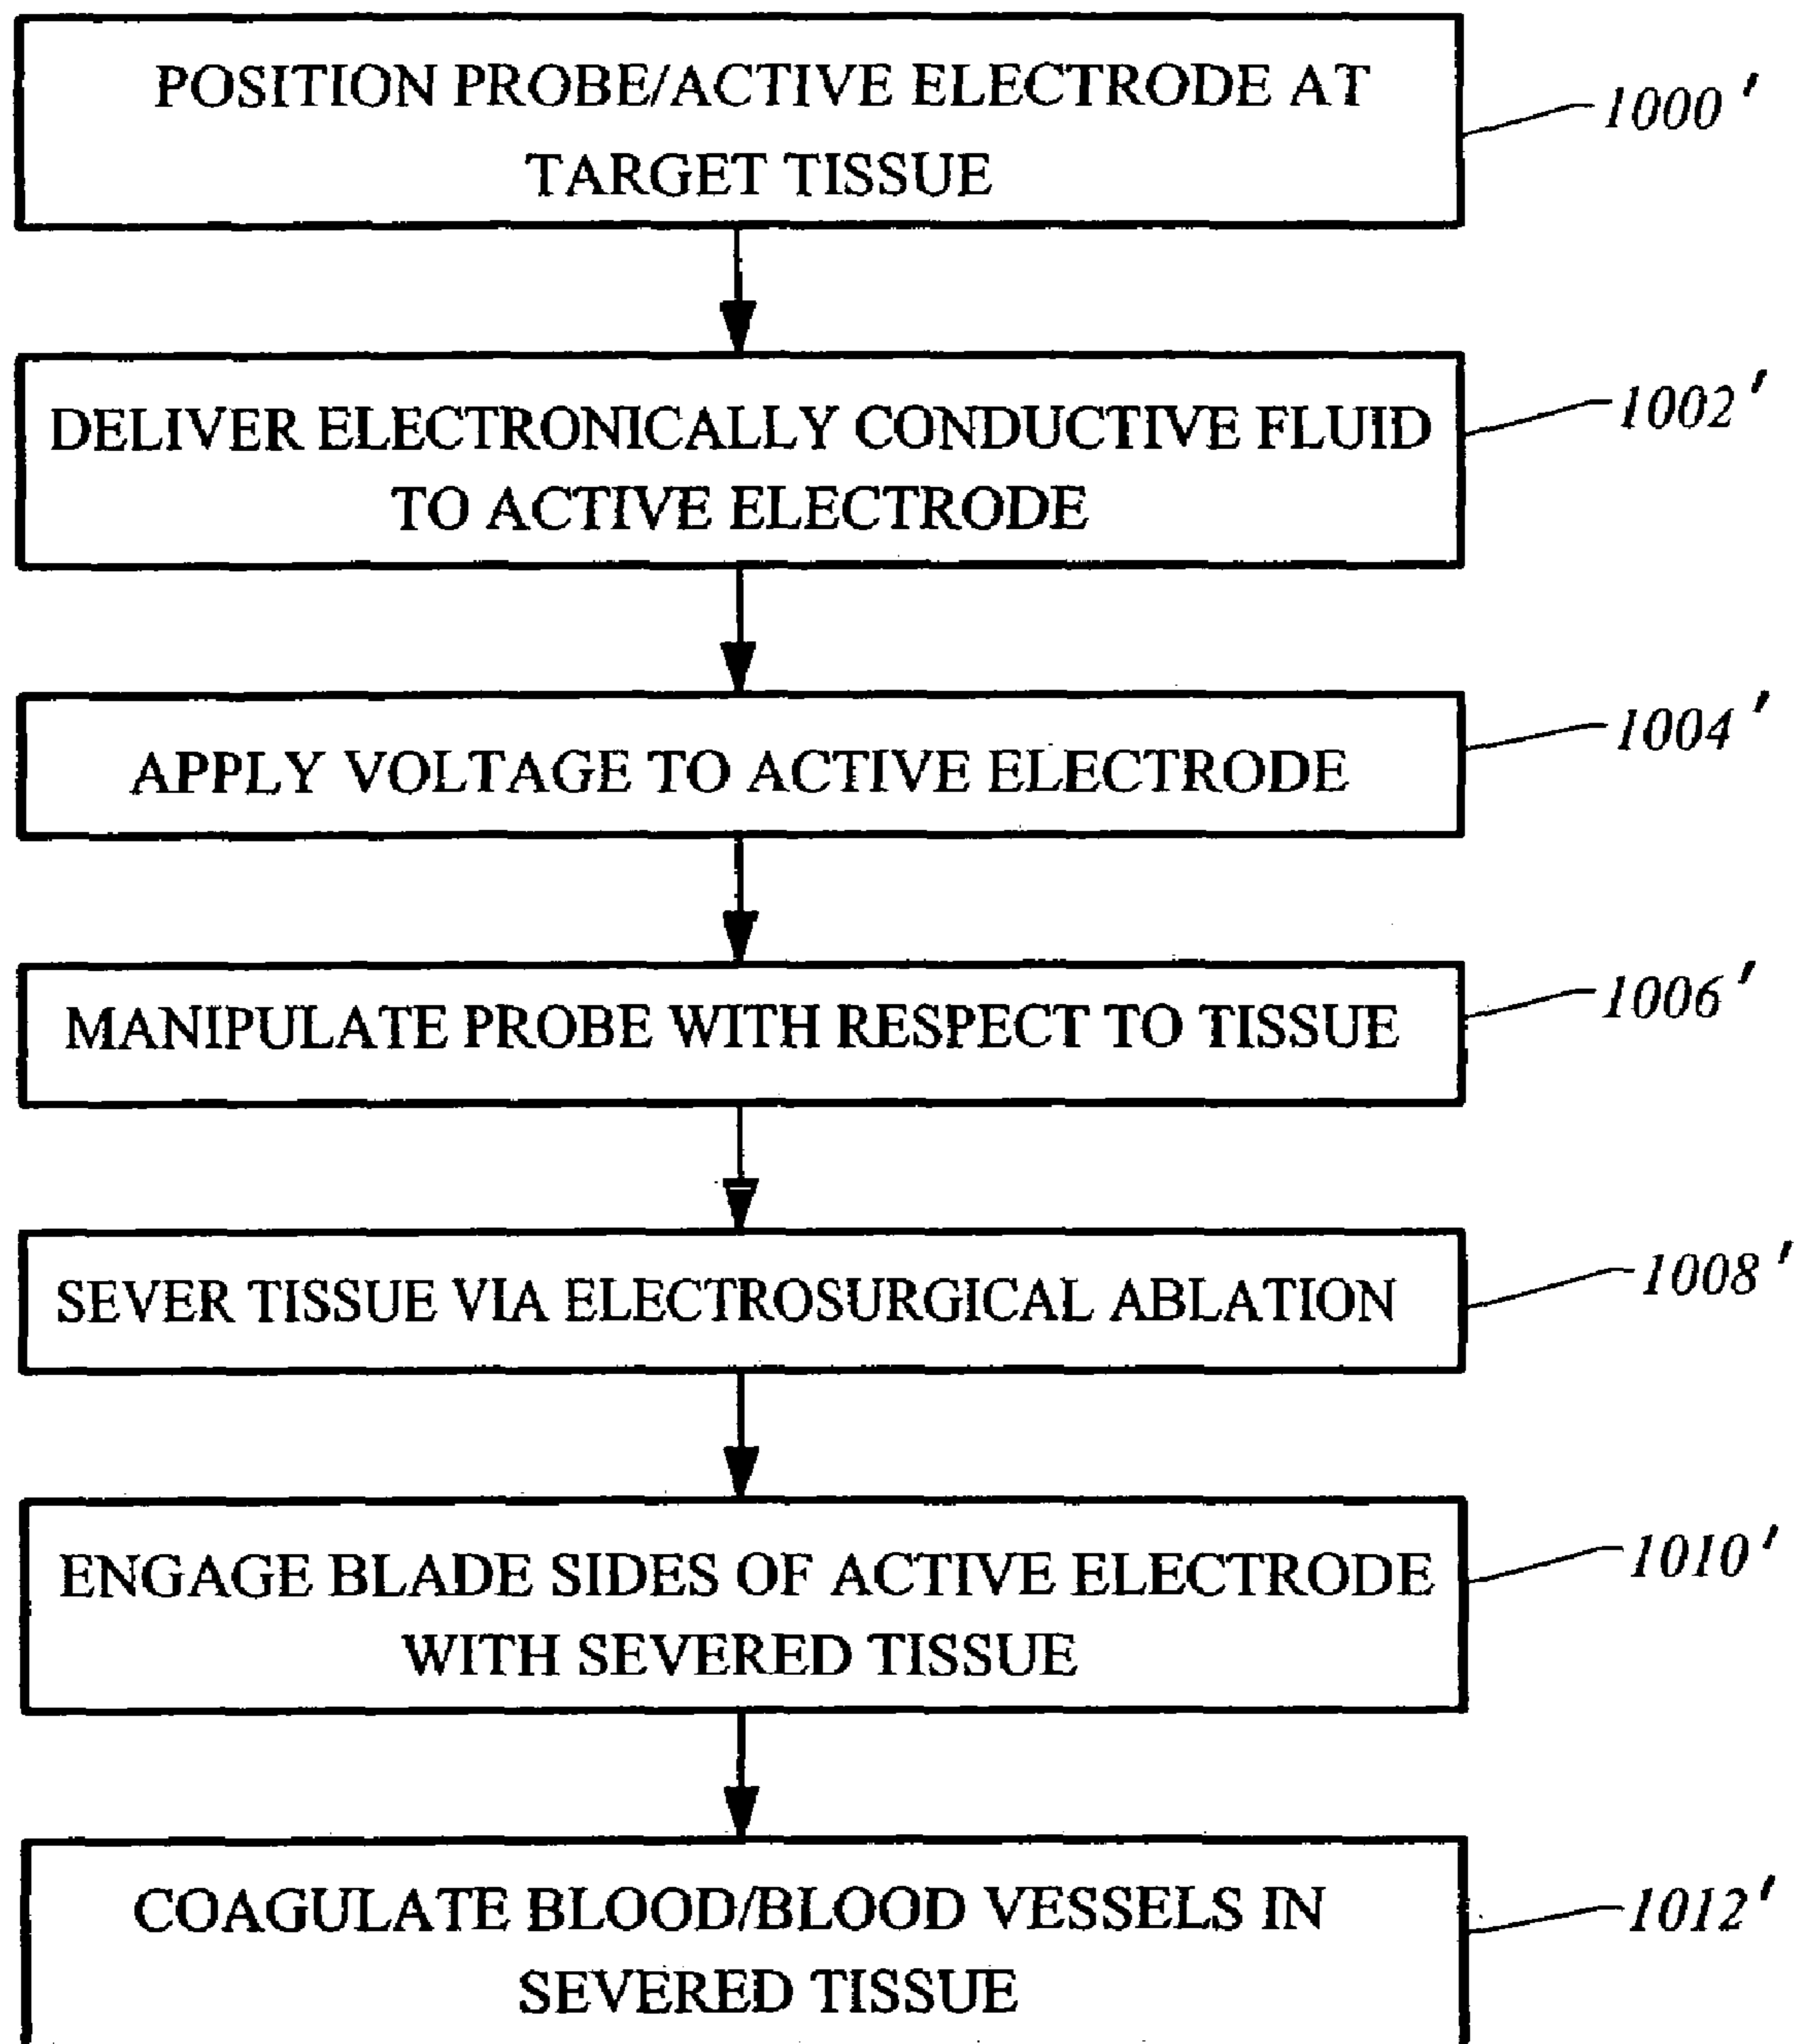 POSITION PROBE/ACTIVE ELECTRODE AT
TARGET TISSUE
1000'
DELIVER ELECTRONICALLY CONDUCTIVE FLUID
TO ACTIVE ELECTRODE
1002'
APPLY VOLTAGE TO ACTIVE ELECTRODE
1004'
MANIPULATE PROBE WITH RESPECT TO TISSUE
1006'
SEVER TISSUE VIA ELECTROSURGICAL ABLATION
1008'
ENGAGE BLADE SIDES OF ACTIVE ELECTRODE
WITH SEVERED TISSUE
1010'
COAGULATE BLOOD/BLOOD VESSELS IN
SEVERED TISSUE
1012'